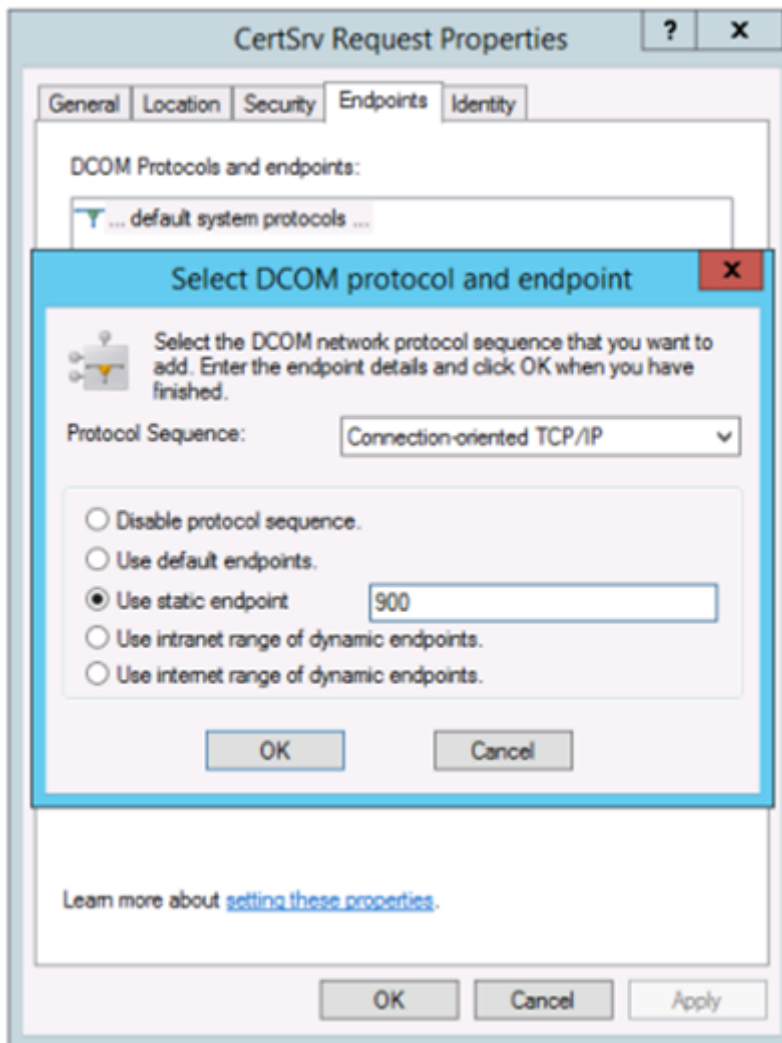 CertSrv Request Properties
? x
General Location Security Endpoints Identity
DCOM Protocols and endpoints:
... default system protocols ...
Select DCOM protocol and endpoint
x
Select the DCOM network protocol sequence that you want to
add. Enter the endpoint details and click OK when you have
finished.
Protocol Sequence: Connection-oriented TCP/IP
Disable protocol sequence.
Use default endpoints.
Use static endpoint 900
Use intranet range of dynamic endpoints.
Use internet range of dynamic endpoints.
OK Cancel
Learn more about setting these properties.
OK Cancel Apply